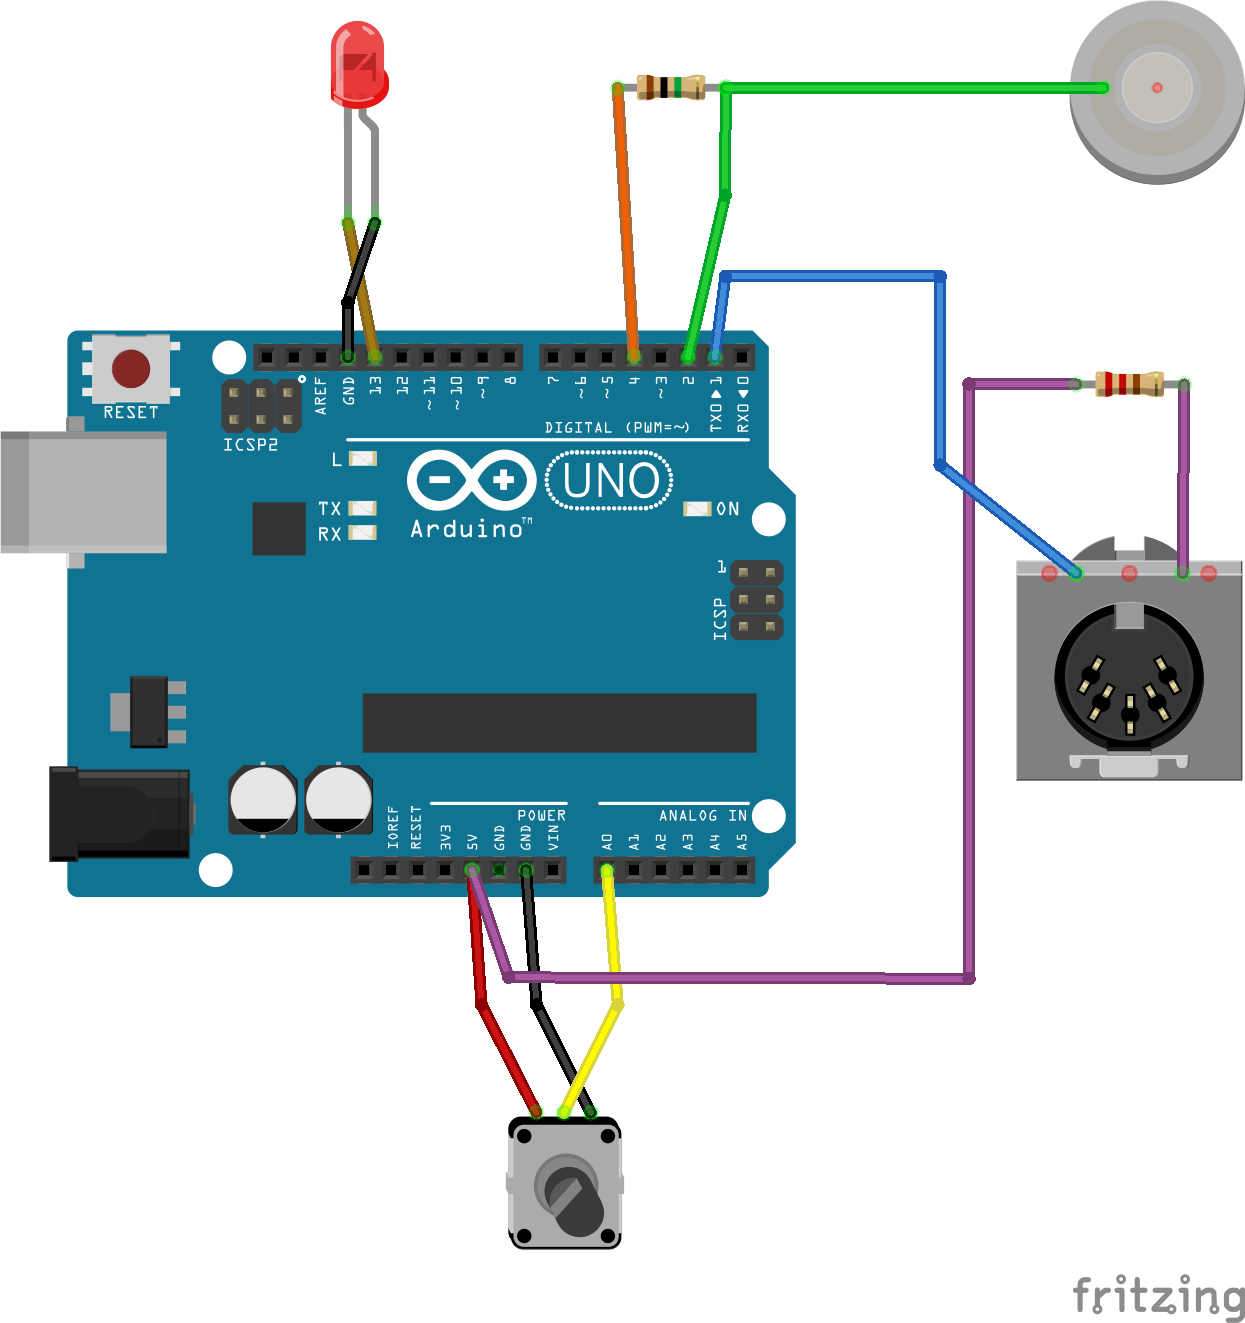 RESET
ICSP2
AREF
GND
13
12
~11
~10
~9
8
7
~6
~5
4
~3
2
TX0▶1
RX0◀0
DIGITAL (PWM=~)
L
TX
RX
UNO
Arduino™
ON
1
ICSP
IOREF
RESET
3V3
5V
GND
GND
VIN
POWER
ANALOG IN
A0
A1
A2
A3
A4
A5
fritzing